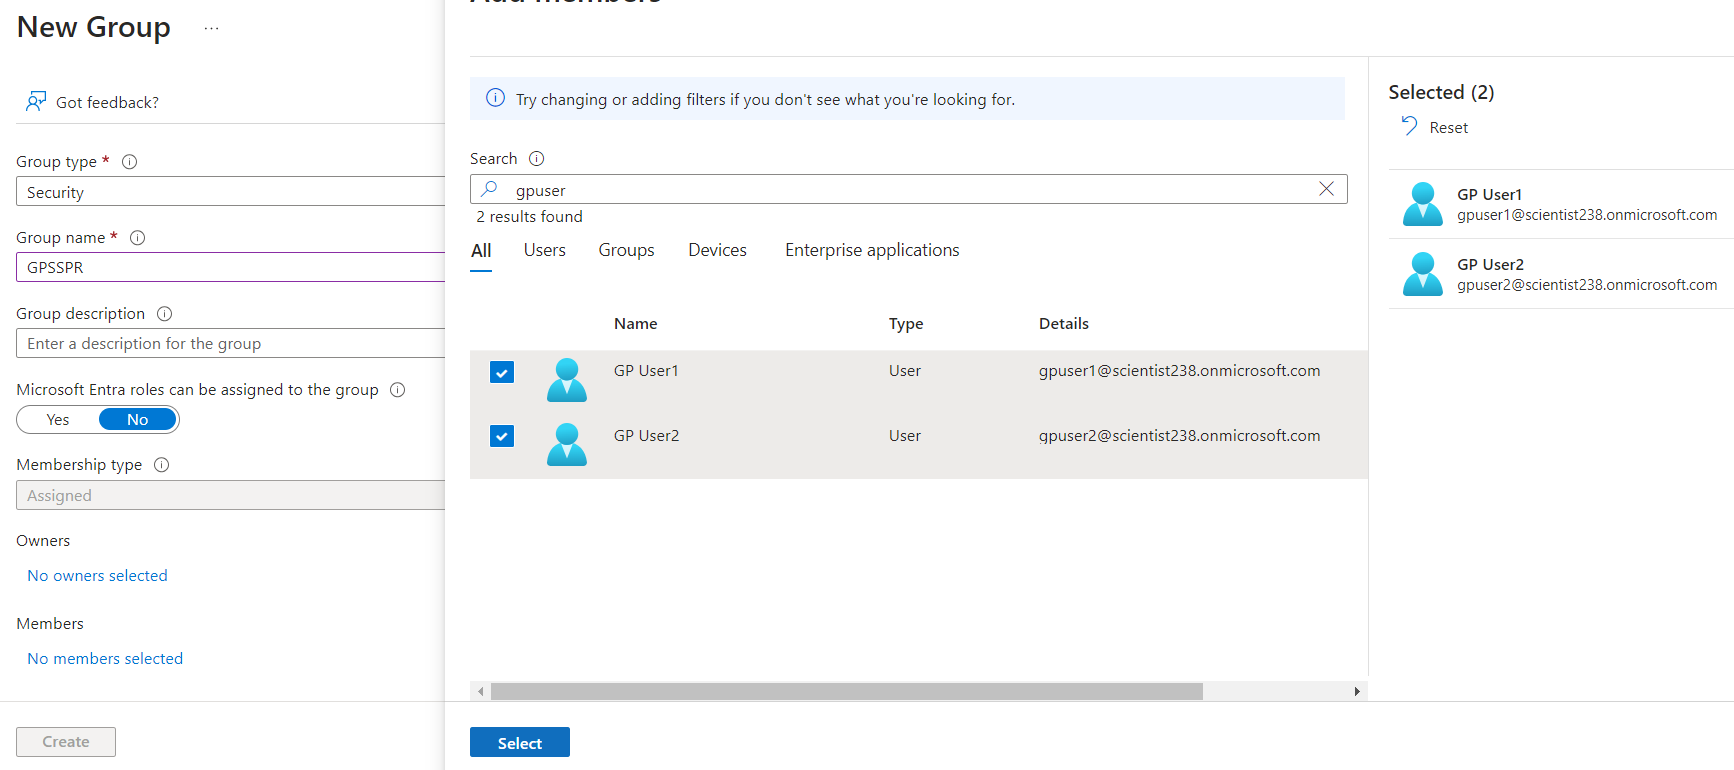 New Group ...
Got feedback?
Group type *
Security
Group name *
GPSSPR
Group description
Enter a description for the group
Microsoft Entra roles can be assigned to the group
Yes No
Membership type
Assigned
Owners
No owners selected
Members
No members selected
Create
Add members
Try changing or adding filters if you don't see what you're looking for.
Search
gpuser
2 results found
All Users Groups Devices Enterprise applications
Name Type Details
GP User1 User gpuser1@scientist238.onmicrosoft.com
GP User2 User gpuser2@scientist238.onmicrosoft.com
Select
Selected (2)
Reset
GP User1
gpuser1@scientist238.onmicrosoft.com
GP User2
gpuser2@scientist238.onmicrosoft.com